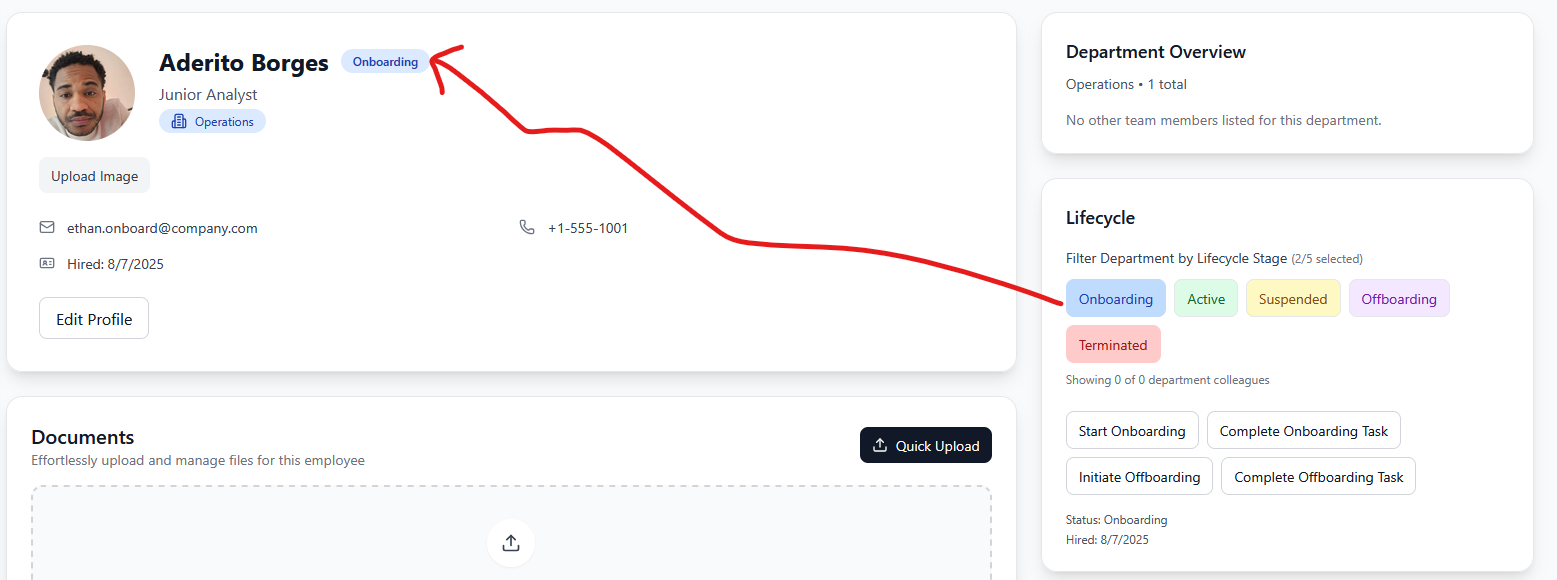 Aderito Borges Onboarding
Junior Analyst
Operations
Upload Image
ethan.onboard@company.com +1-555-1001
Hired: 8/7/2025
Edit Profile
Documents
Effortlessly upload and manage files for this employee
Quick Upload
Department Overview
Operations • 1 total
No other team members listed for this department.
Lifecycle
Filter Department by Lifecycle Stage (2/5 selected)
Onboarding Active Suspended Offboarding
Terminated
Showing 0 of 0 department colleagues
Start Onboarding Complete Onboarding Task
Initiate Offboarding Complete Offboarding Task
Status: Onboarding
Hired: 8/7/2025